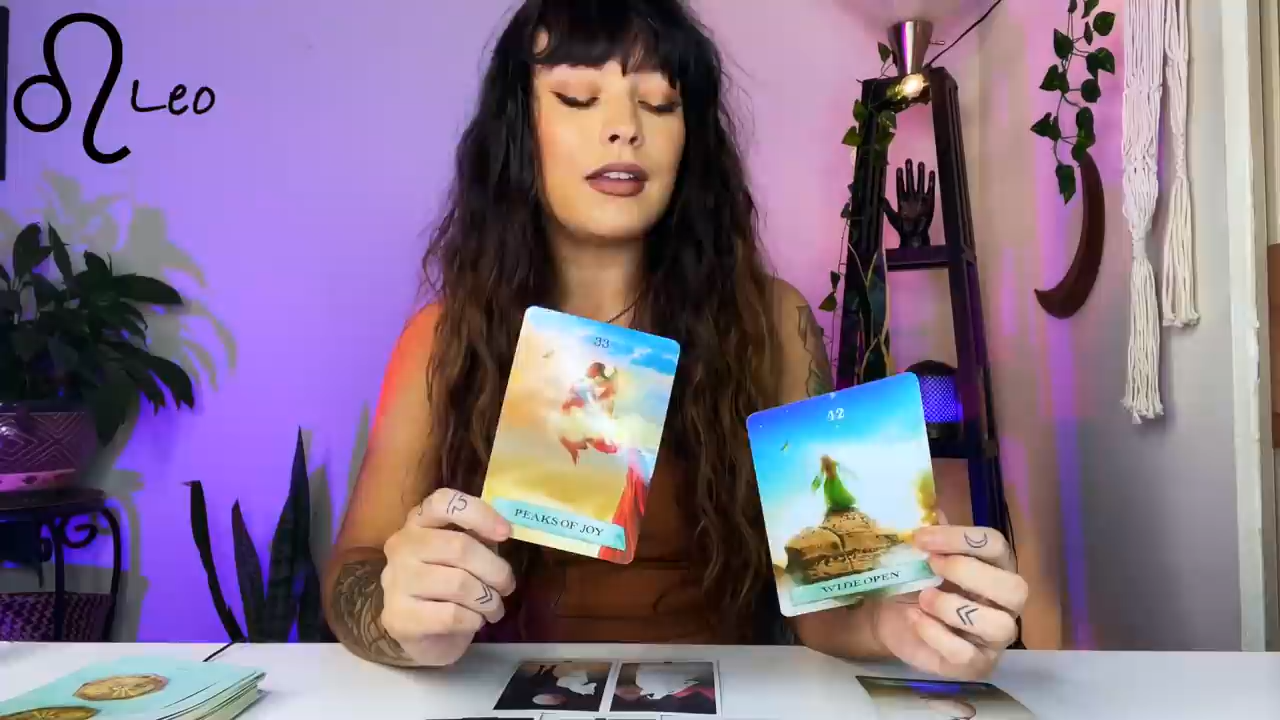 ♌ Leo
33
PEAKS OF JOY
42
WIDE OPEN